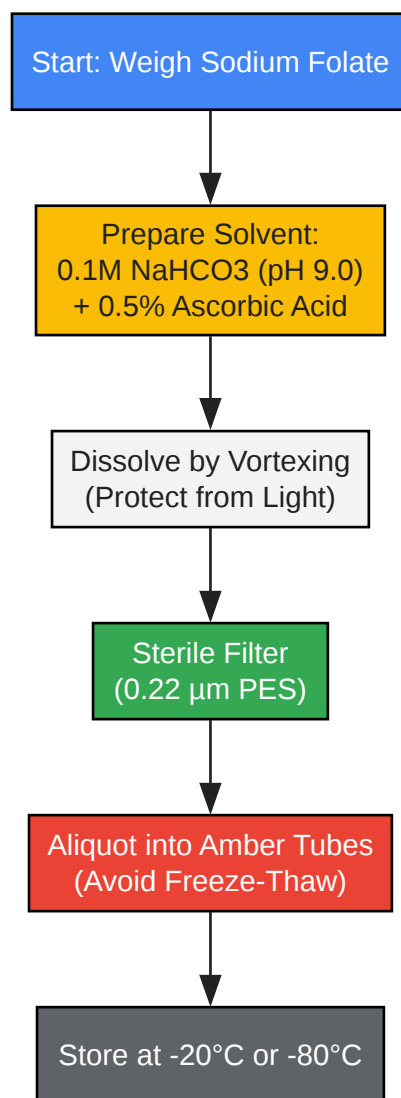 Start: Weigh Sodium Folate
Prepare Solvent:
0.1M NaHCO3 (pH 9.0)
+ 0.5% Ascorbic Acid
Dissolve by Vortexing
(Protect from Light)
Sterile Filter
(0.22 µm PES)
Aliquot into Amber Tubes
(Avoid Freeze-Thaw)
Store at -20°C or -80°C